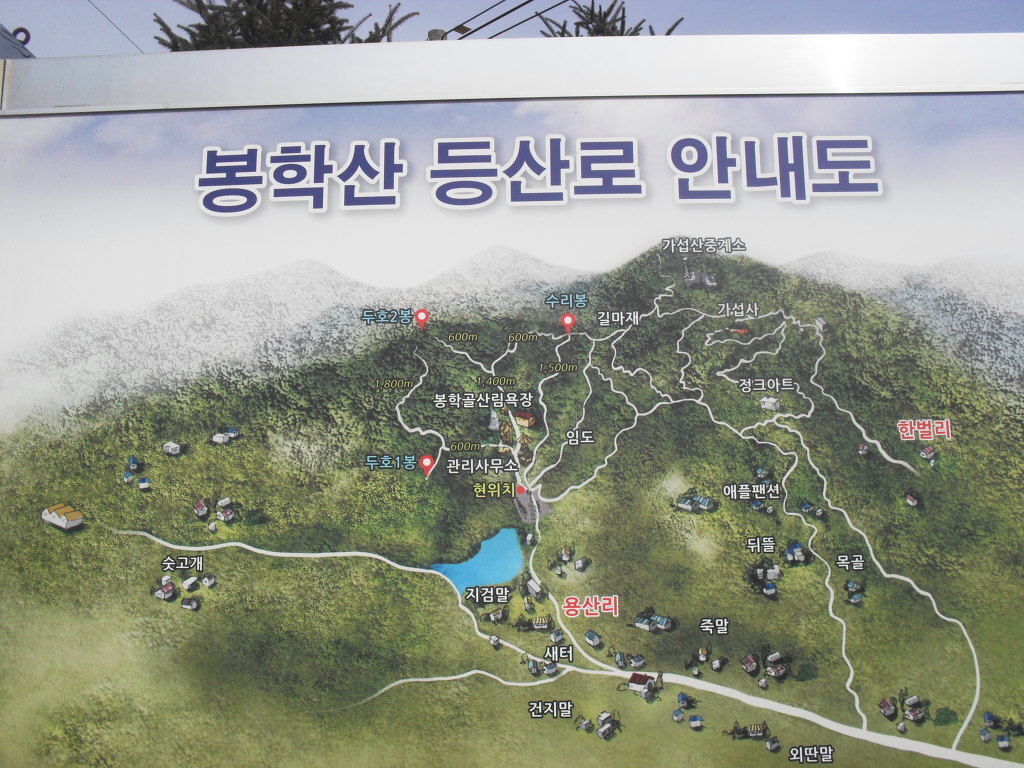 봉학산 등산로 안내도
가섭산중계소
수리봉
두호2봉
길마재
가섭사
600m
600m
1,500m
1,400m
1,800m
정크아트
봉학골산림욕장
한벌리
임도
600m
두호1봉
관리사무소
현위치
애플팬션
뒤뜰
목골
숫고개
지검말
용산리
죽말
새터
건지말
외딴말